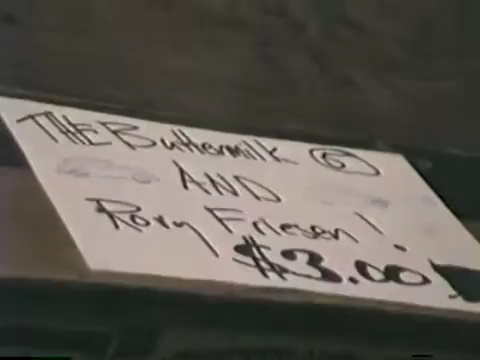 THE Buttermilk 6
AND
Rory Friesen!
$3.00